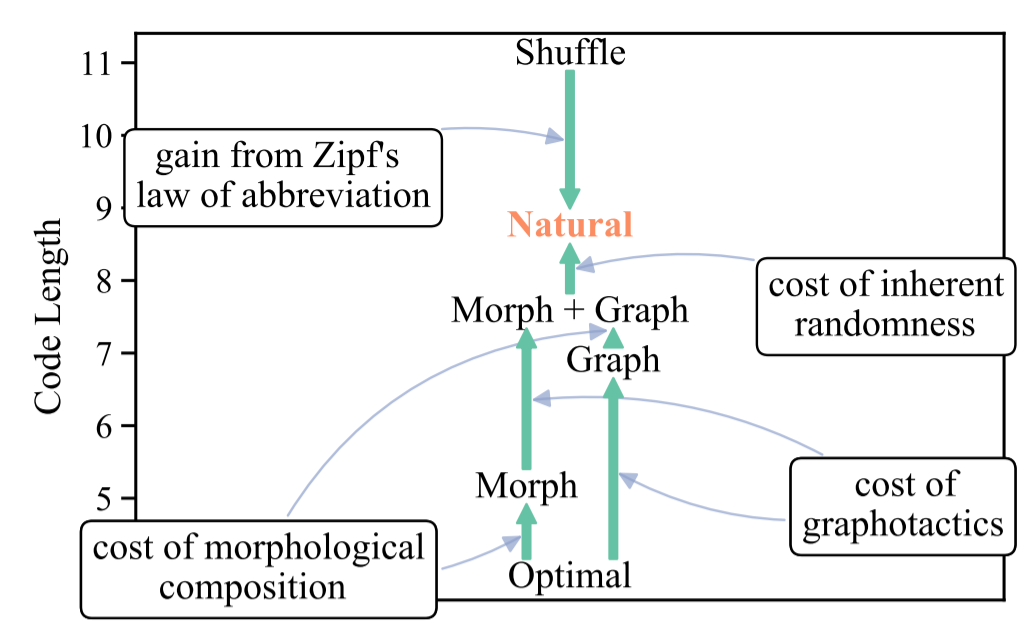 Code Length
11
10
9
8
7
6
5
Shuffle
gain from Zipf's
law of abbreviation
Natural
cost of inherent
randomness
Morph + Graph
Graph
Morph
cost of
graphotactics
cost of morphological
composition
Optimal